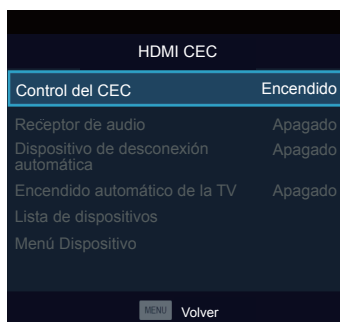 HDMI CEC
Control del CEC Encendido
Receptor de audio Apagado
Dispositivo de desconexión Apagado
automática
Encendido automático de la TV Apagado
Lista de dispositivos
Menú Dispositivo
MENU Volver